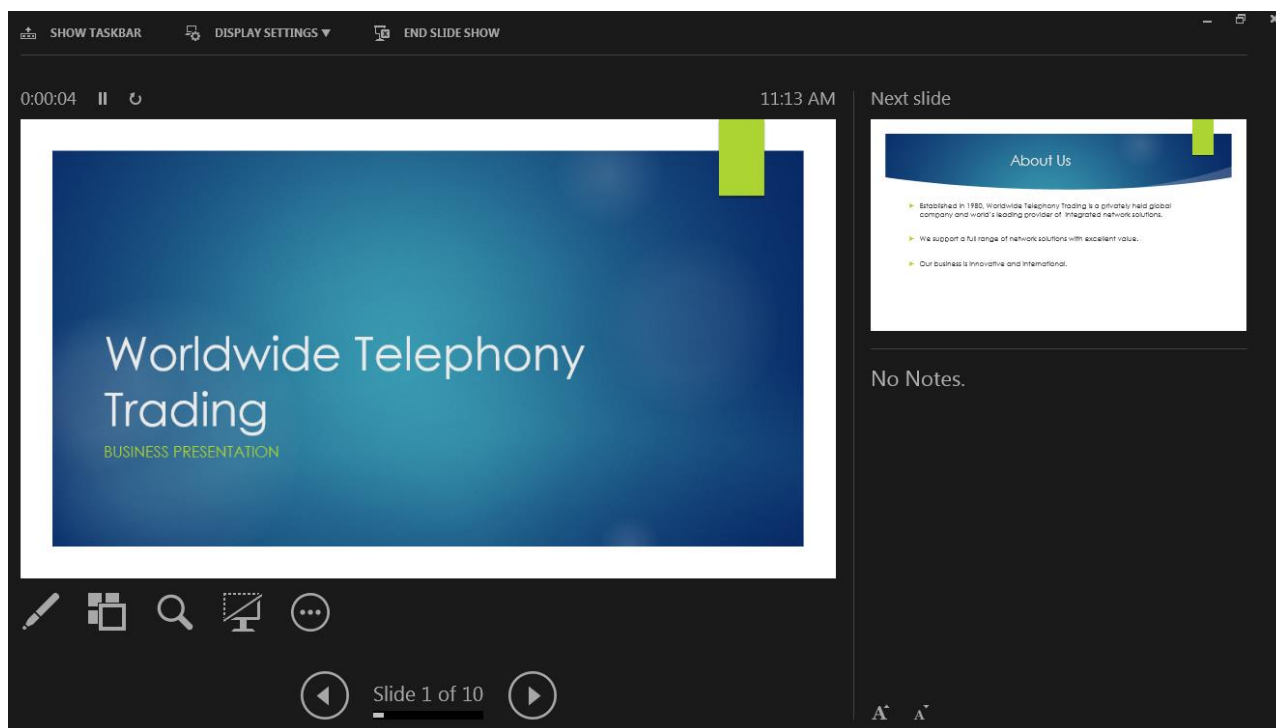 SHOW TASKBAR
DISPLAY SETTINGS ▼
END SLIDE SHOW
0:00:04
11:13 AM
Worldwide Telephony
Trading
BUSINESS PRESENTATION
Slide 1 of 10
Next slide
About Us
Established in 1980, Worldwide Telephony Trading is a privately held global
company and world's leading provider of integrated network solutions.
We support a full range of network solutions with excellent value.
Our business is innovative and international.
No Notes.
A A